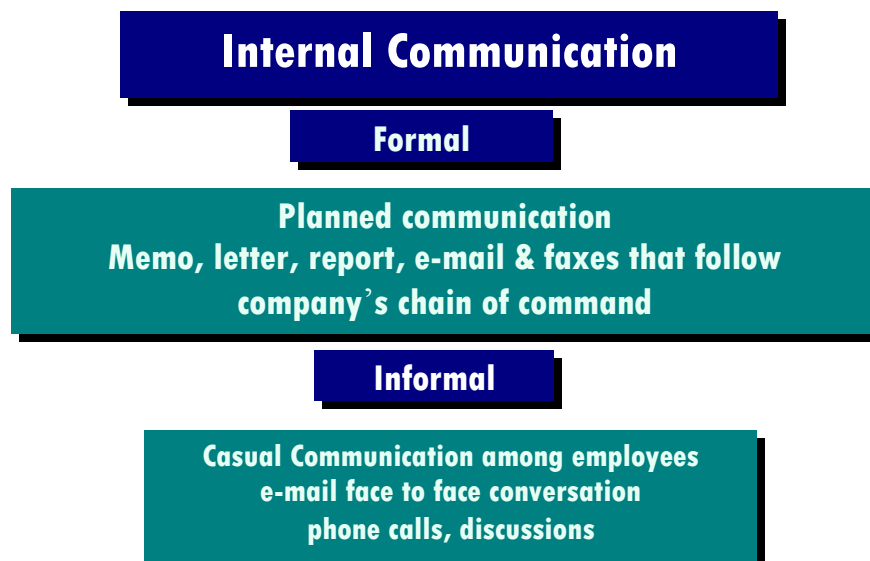 Internal Communication
Formal
Planned communication
Memo, letter, report, e-mail & faxes that follow
company’s chain of command
Informal
Casual Communication among employees
e-mail face to face conversation
phone calls, discussions